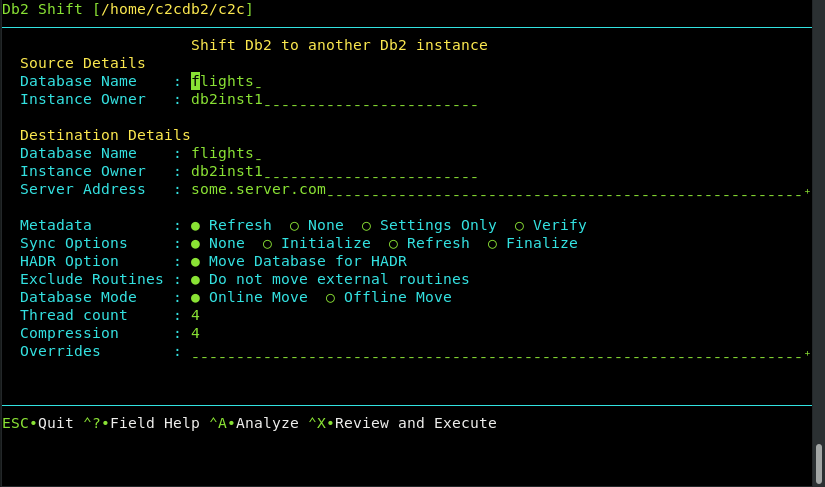 Db2 Shift [/home/c2cdb2/c2c]
Shift Db2 to another Db2 instance
Source Details
Database Name    : flights_
Instance Owner   : db2inst1________________________
Destination Details
Database Name    : flights_
Instance Owner   : db2inst1________________________
Server Address   : some.server.com_____________________________________________________+
Metadata         : ● Refresh  ○ None  ○ Settings Only  ○ Verify
Sync Options     : ● None  ○ Initialize  ○ Refresh  ○ Finalize
HADR Option      : ● Move Database for HADR
Exclude Routines : ● Do not move external routines
Database Mode    : ● Online Move  ○ Offline Move
Thread count     : 4
Compression      : 4
Overrides        : ____________________________________________________________________+
ESC•Quit ^?•Field Help ^A•Analyze ^X•Review and Execute